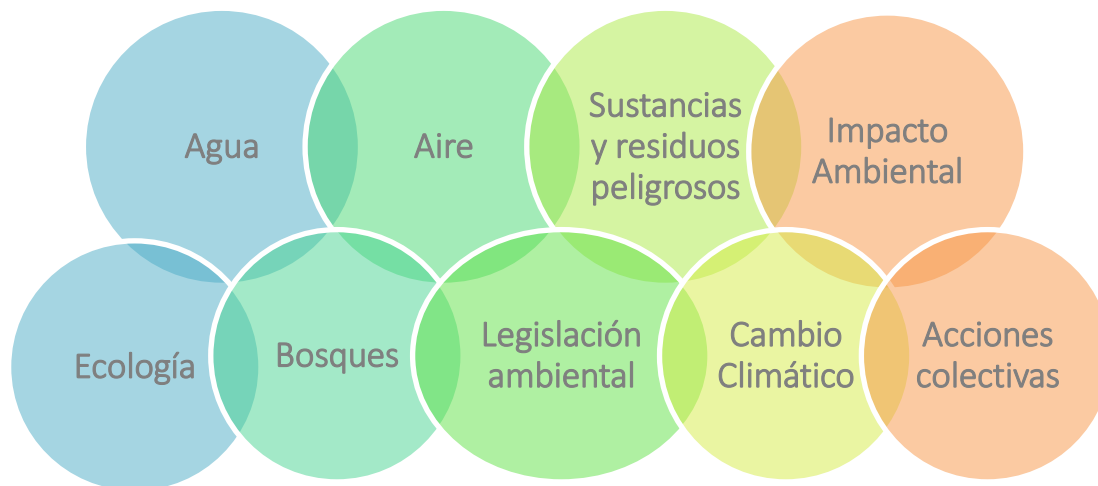 Agua
Aire
Sustancias
y residuos
peligrosos
Impacto
Ambiental
Ecología
Bosques
Legislación
ambiental
Cambio
Climático
Acciones
colectivas